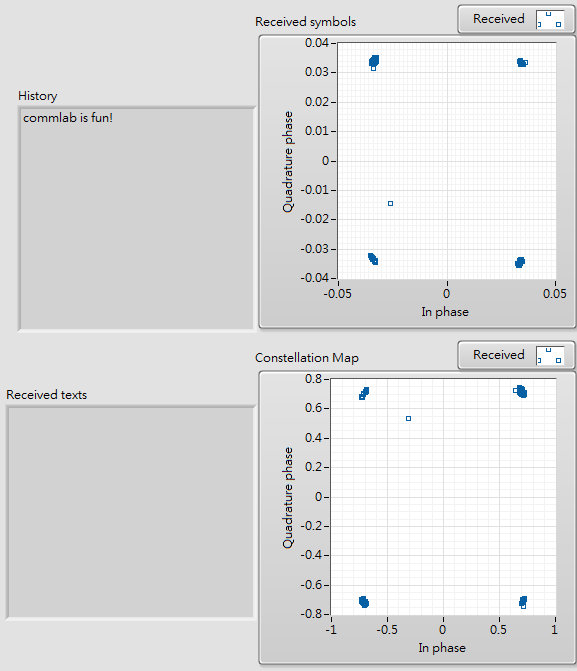 Received symbols
Received
History
commlab is fun!
0.04
0.03
0.02
0.01
0
-0.01
-0.02
-0.03
-0.04
Quadrature phase
-0.05
0
0.05
In phase
Constellation Map
Received
Received texts
0.8
0.6
0.4
0.2
0
-0.2
-0.4
-0.6
-0.8
Quadrature phase
-1
-0.5
0
0.5
1
In phase